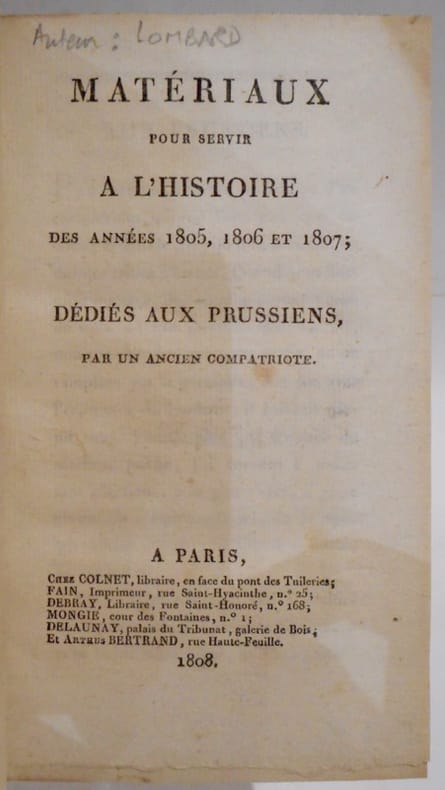 Auteur : LOMBARD
MATÉRIAUX
POUR SERVIR
A L'HISTOIRE
DES ANNÉES 1805, 1806 ET 1807;
DÉDIÉS AUX PRUSSIENS,
PAR UN ANCIEN COMPATRIOTE.
A PARIS,
CHEZ COLNET, libraire, en face du pont des Tuileries;
FAIN, Imprimeur, rue Saint-Hyacinthe, n.° 25;
DEBRAY, Libraire, rue Saint-Honoré, n.° 168;
MONGIE, cour des Fontaines, n.° 1;
DELAUNAY, palais du Tribunat, galerie de Bois;
Et ARTHUS BERTRAND, rue Haute-Feuille.
1808.